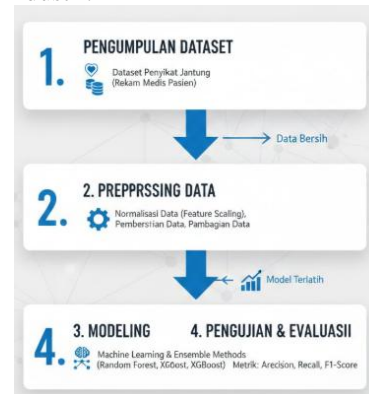 1. PENGUMPULAN DATASET
Dataset Penyikat Jantung
(Rekam Medis Pasien)
Data Bersih
2. 2. PREPPRSSING DATA
Normalisasi Data (Feature Scaling),
Pemberstian Data, Pambagian Data
Model Terlatih
4. 3. MODELING 4. PENGUJIAN & EVALUASII
Machine Learning & Ensemble Methods
(Random Forest, XG6ost, XGBoost) Metrik: Arecison, Recall, F1-Score